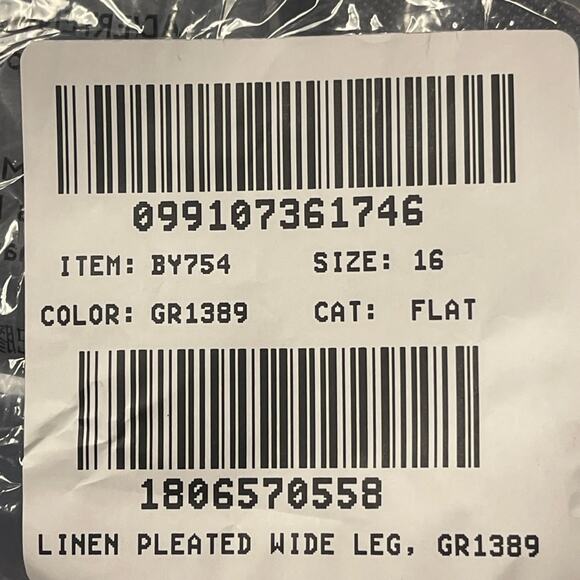 099107361746
ITEM: BY754 SIZE: 16
COLOR: GR1389 CAT: FLAT
1806570558
LINEN PLEATED WIDE LEG, GR1389